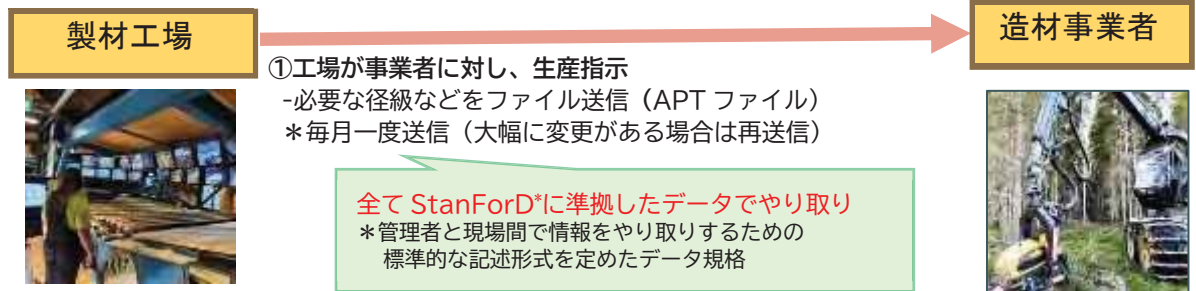 製材工場
造材事業者
①工場が事業者に対し、生産指示
-必要な径級などをファイル送信（APT ファイル）
＊毎月一度送信（大幅に変更がある場合は再送信）
全て StanForD*に準拠したデータでやり取り
＊管理者と現場間で情報をやり取りするための
標準的な記述形式を定めたデータ規格